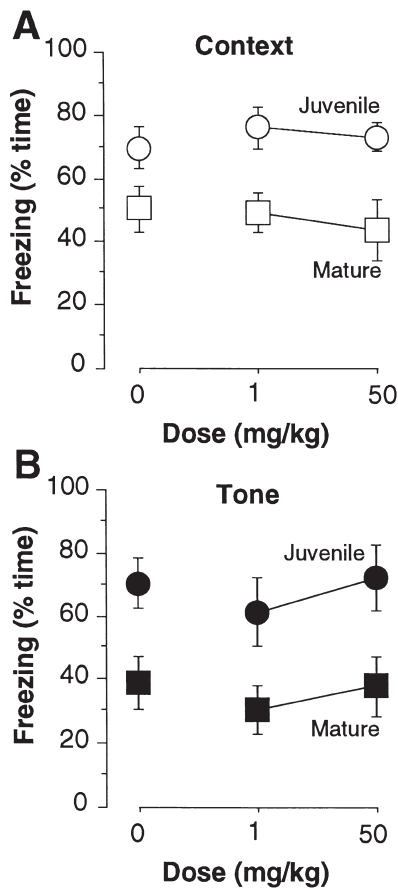 A
Context
Freezing (% time)
100
80
60
40
20
0
Juvenile
Mature
0 1 50
Dose (mg/kg)
B
Tone
Freezing (% time)
100
80
60
40
20
0
Juvenile
Mature
0 1 50
Dose (mg/kg)